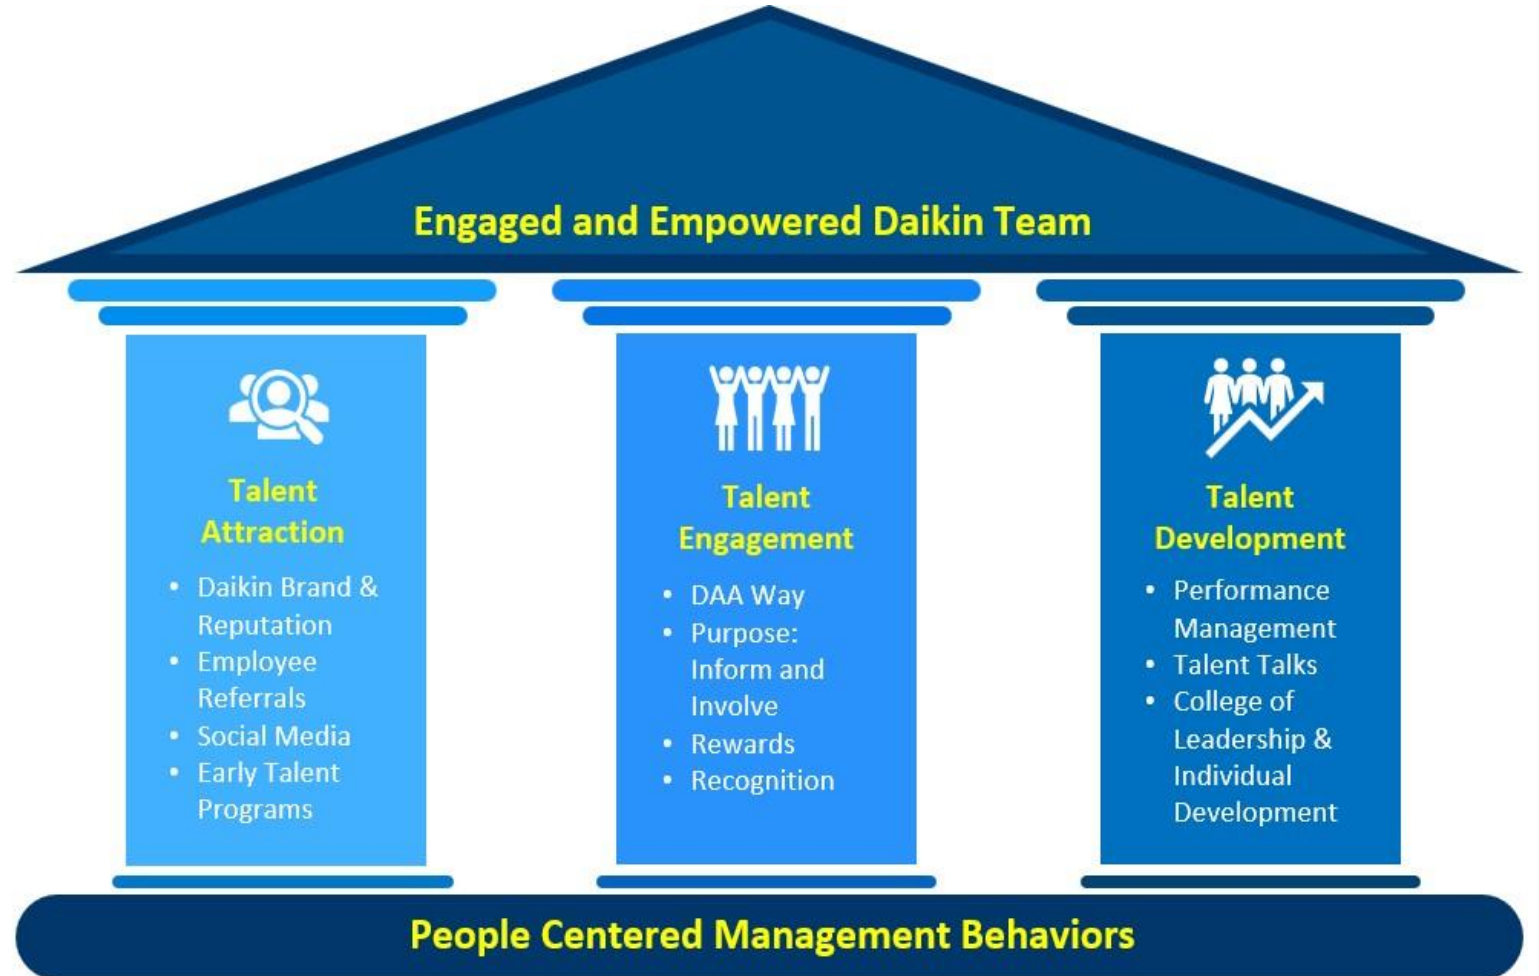 Engaged and Empowered Daikin Team
Talent
Attraction
• Daikin Brand &
Reputation
• Employee
Referrals
• Social Media
• Early Talent
Programs
Talent
Engagement
• DAA Way
• Purpose:
Inform and
Involve
• Rewards
• Recognition
Talent
Development
• Performance
Management
• Talent Talks
• College of
Leadership &
Individual
Development
People Centered Management Behaviors